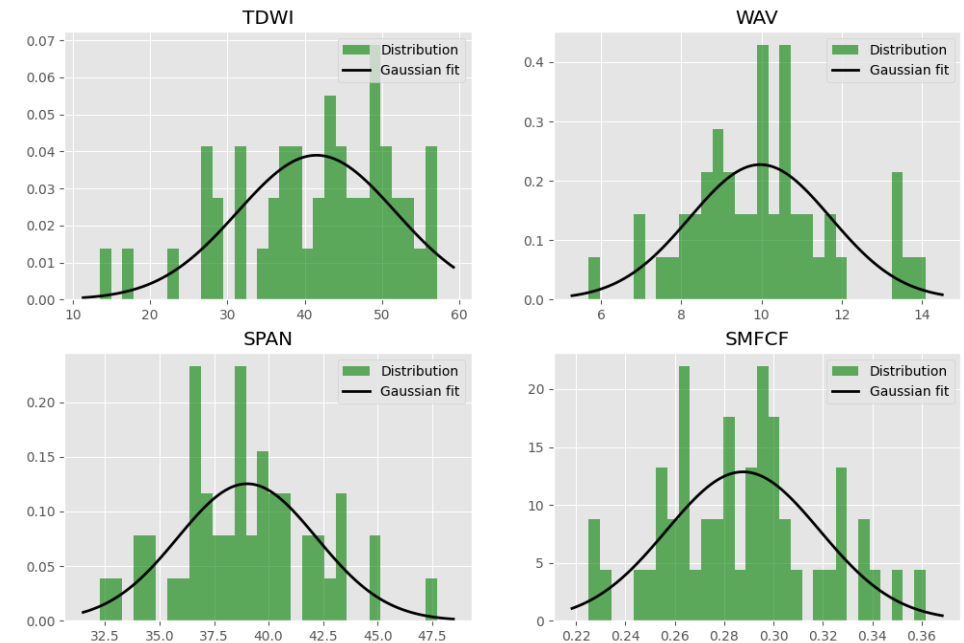 TDWI
0.07
0.06
0.05
0.04
0.03
0.02
0.01
0.00
10 20 30 40 50 60
Distribution
Gaussian fit
WAV
0.4
0.3
0.2
0.1
0.0
6 8 10 12 14
Distribution
Gaussian fit
SPAN
0.20
0.15
0.10
0.05
0.00
32.5 35.0 37.5 40.0 42.5 45.0 47.5
Distribution
Gaussian fit
SMFCF
20
15
10
5
0
0.22 0.24 0.26 0.28 0.30 0.32 0.34 0.36
Distribution
Gaussian fit